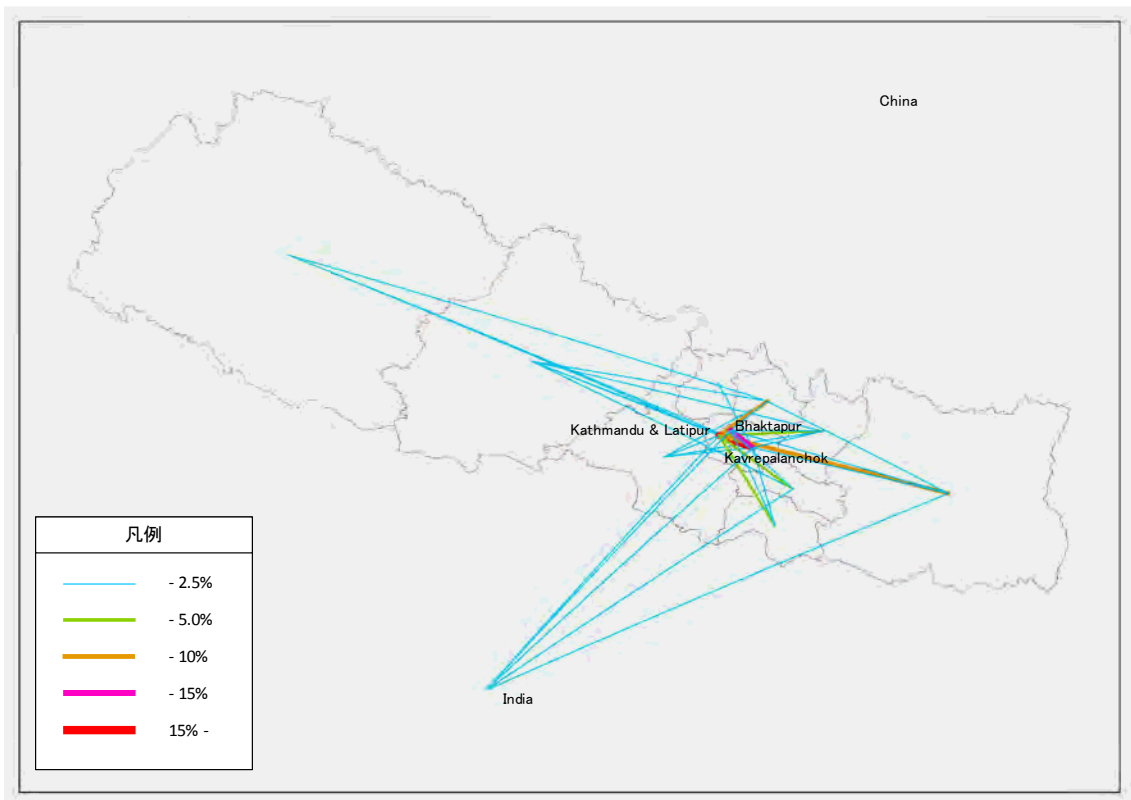 China
Kathmandu & Latipur
Bhaktapur
Kavrepalanchok
India
凡例
- 2.5%
- 5.0%
- 10%
- 15%
15% -